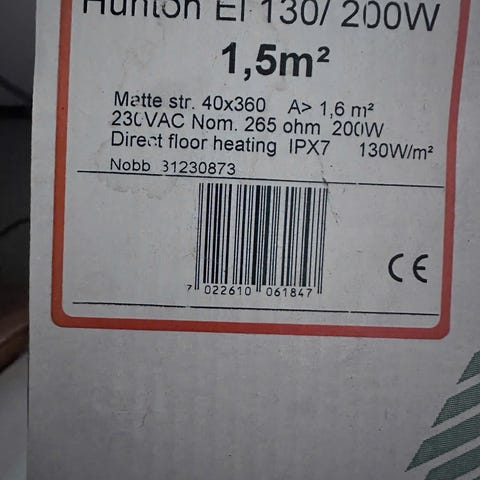 Hunton El 130/ 200W
1,5m²
Matte str. 40x360 A> 1,6 m²
230VAC Nom. 265 ohm 200W
Direct floor heating IPX7 130W/m²
Nobb 31230873
7 022610 061847
CE